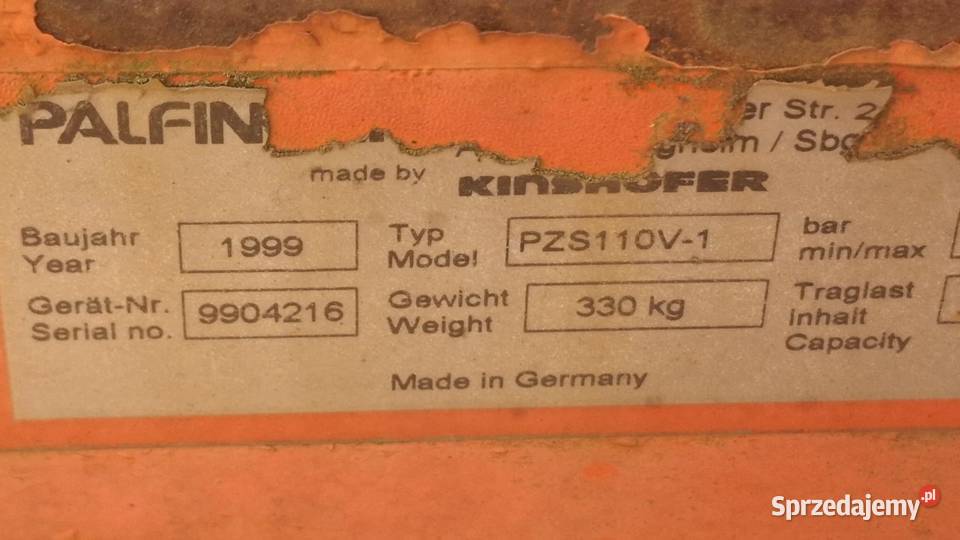 PALFIN
er Str. 2
/ Sbg
made by KINSHOFER
Baujahr 1999 Typ PZS110V-1 bar
Year Model min/max
Gerät-Nr. 9904216 Gewicht 330 kg Traglast
Serial no. Weight Inhalt
Capacity
Made in Germany
Sprzedajemy.pl